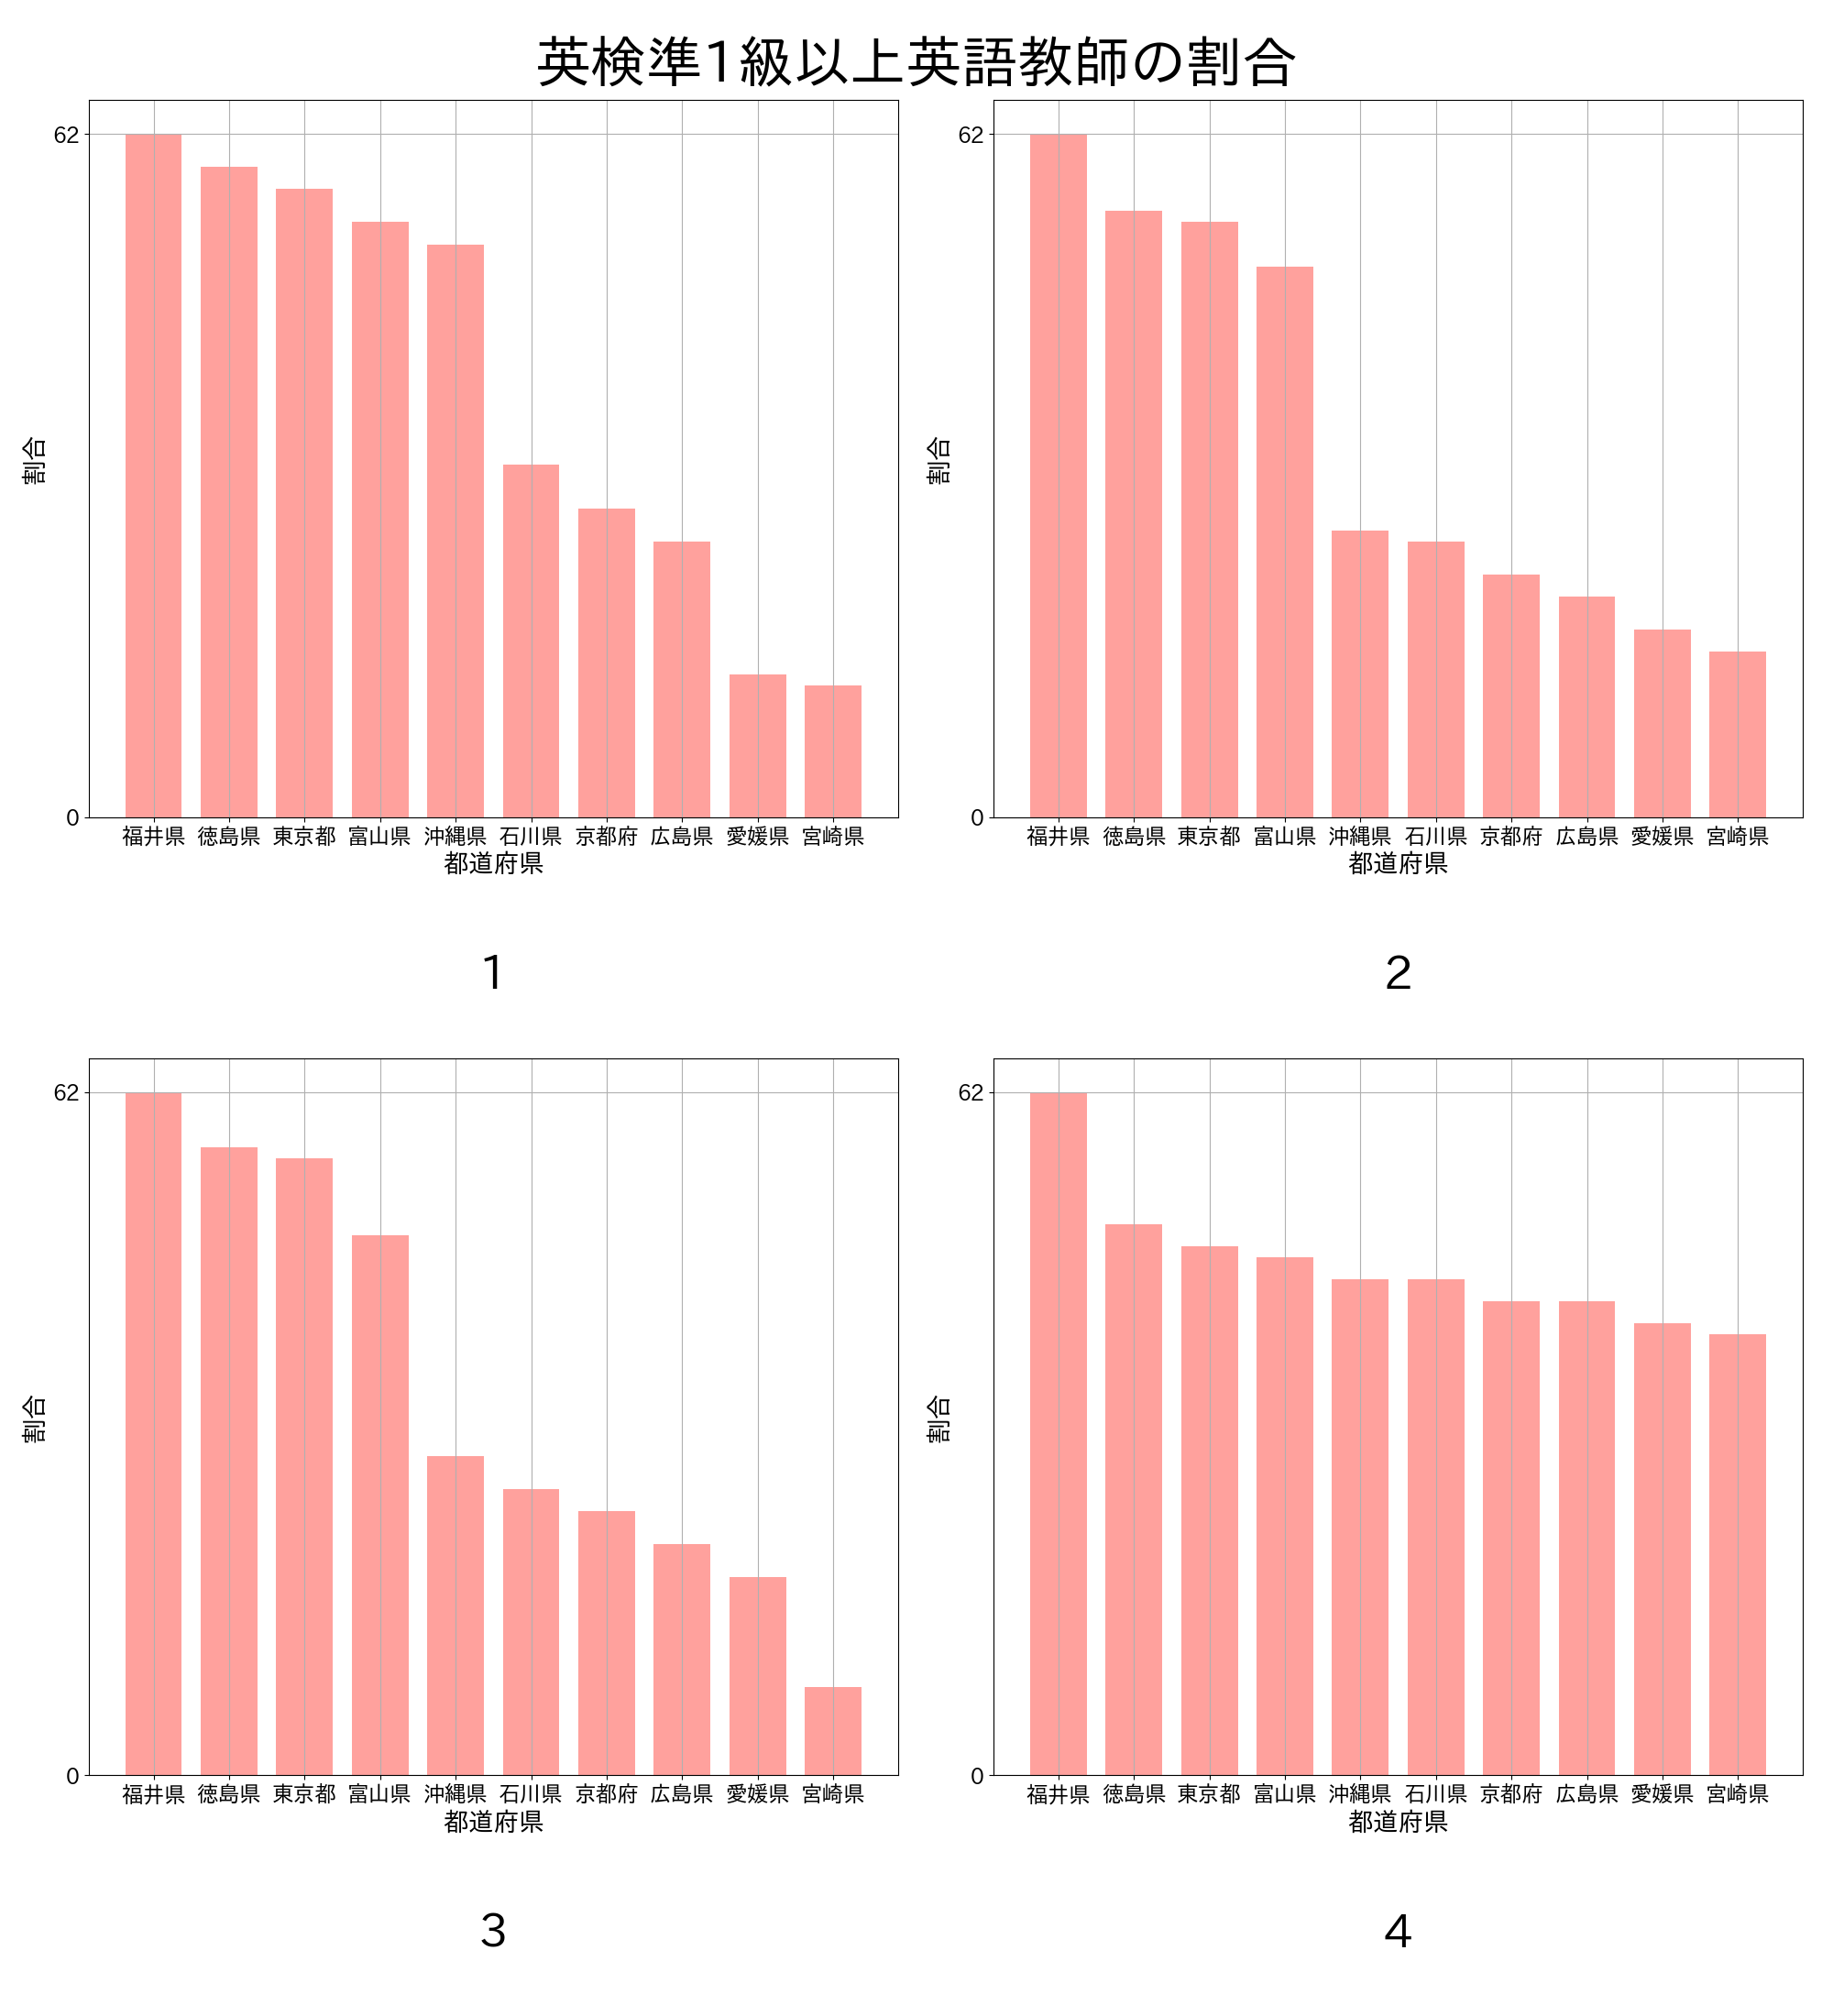 英検準1級以上英語教師の割合
62
0
割合
福井県 徳島県 東京都 富山県 沖縄県 石川県 京都府 広島県 愛媛県 宮崎県
都道府県
1
62
0
割合
福井県 徳島県 東京都 富山県 沖縄県 石川県 京都府 広島県 愛媛県 宮崎県
都道府県
2
62
0
割合
福井県 徳島県 東京都 富山県 沖縄県 石川県 京都府 広島県 愛媛県 宮崎県
都道府県
3
62
0
割合
福井県 徳島県 東京都 富山県 沖縄県 石川県 京都府 広島県 愛媛県 宮崎県
都道府県
4